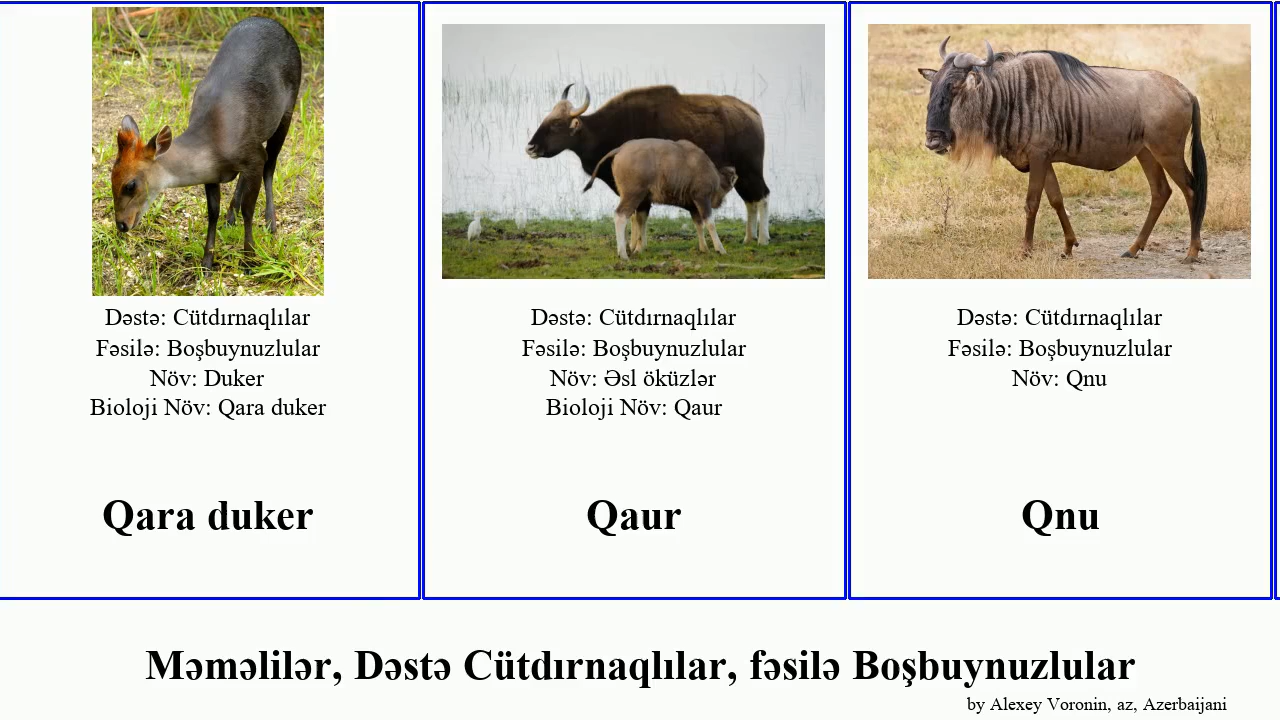 Dəstə: Cütdırnaqlılar
Fəsilə: Boşbuynuzlular
Növ: Duker
Bioloji Növ: Qara duker
Qara duker
Dəstə: Cütdırnaqlılar
Fəsilə: Boşbuynuzlular
Növ: Əsl öküzlər
Bioloji Növ: Qaur
Qaur
Dəstə: Cütdırnaqlılar
Fəsilə: Boşbuynuzlular
Növ: Qnu
Qnu
Məməlilər, Dəstə Cütdırnaqlılar, fəsilə Boşbuynuzlular
by Alexey Voronin, az, Azerbaijani